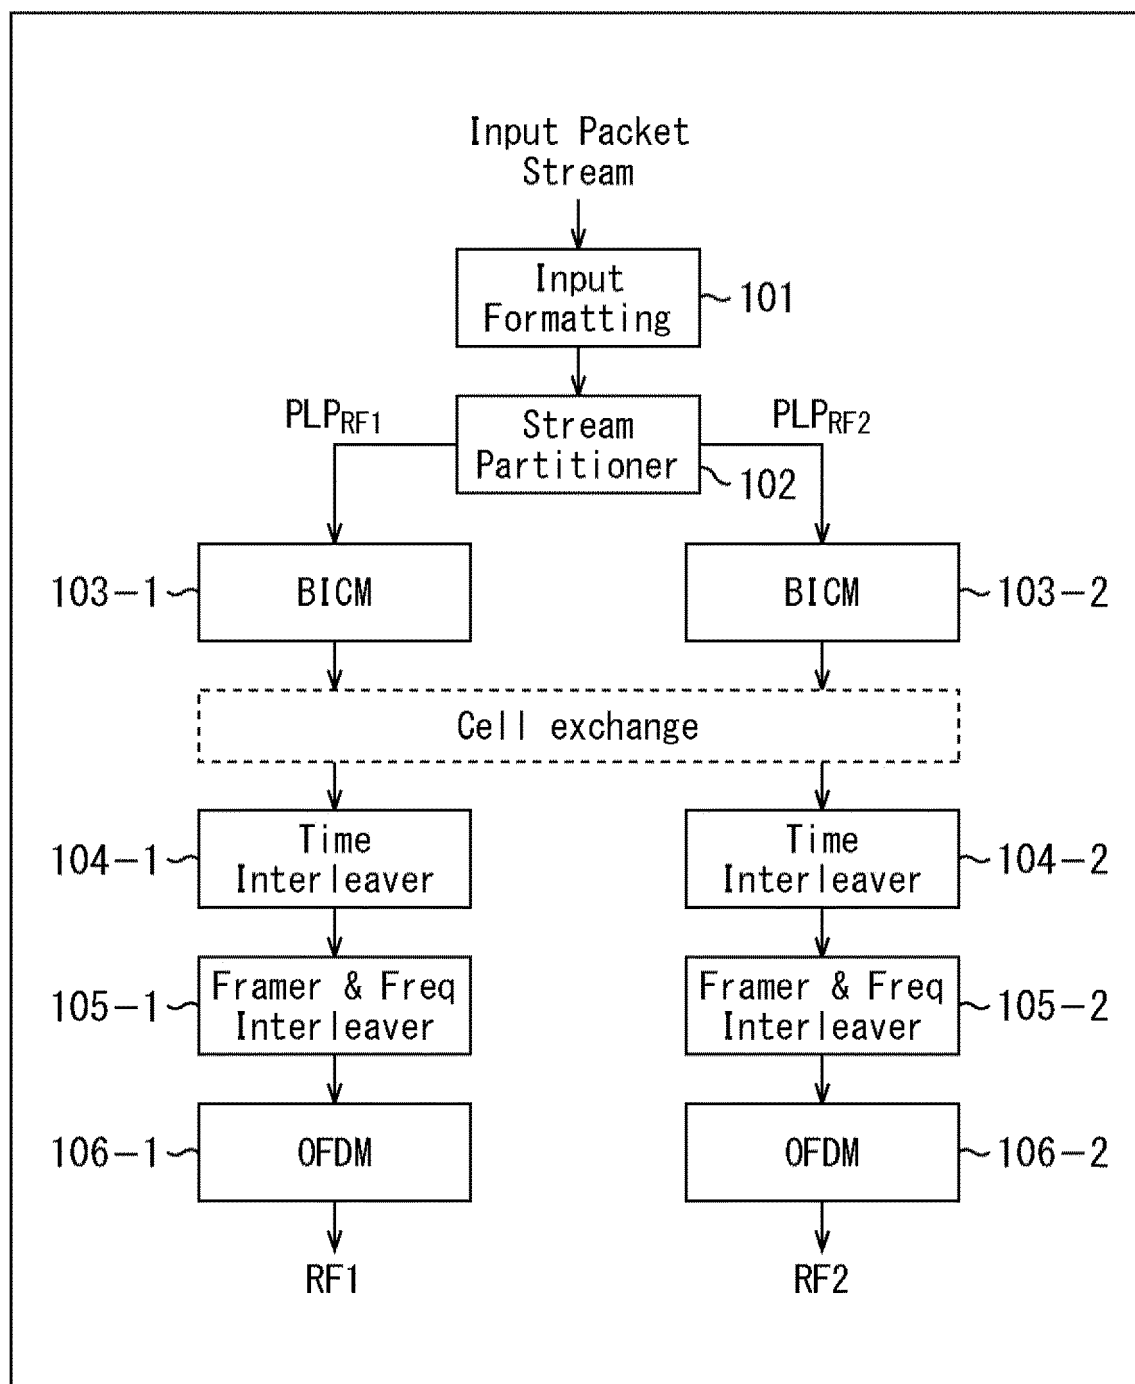 Input Packet
Stream
Input
Formatting
101
PLPRF1
Stream
Partitioner
PLPRF2
102
103-1
BICM
BICM
103-2
Cell exchange
104-1
Time
Interleaver
Time
Interleaver
104-2
105-1
Framer & Freq
Interleaver
Framer & Freq
Interleaver
105-2
106-1
OFDM
OFDM
106-2
RF1
RF2